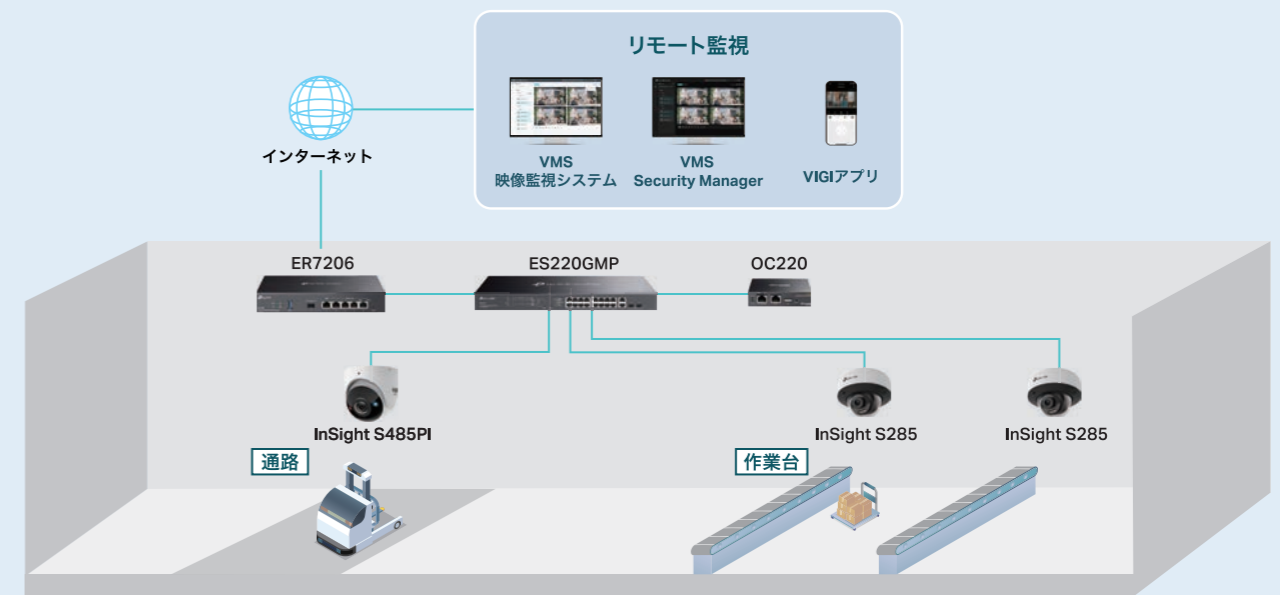 リモート監視
VMS
映像監視システム
VMS
Security Manager
VIGIアプリ
インターネット
ER7206
ES220GMP
OC220
InSight S485PI
InSight S285
InSight S285
通路
作業台